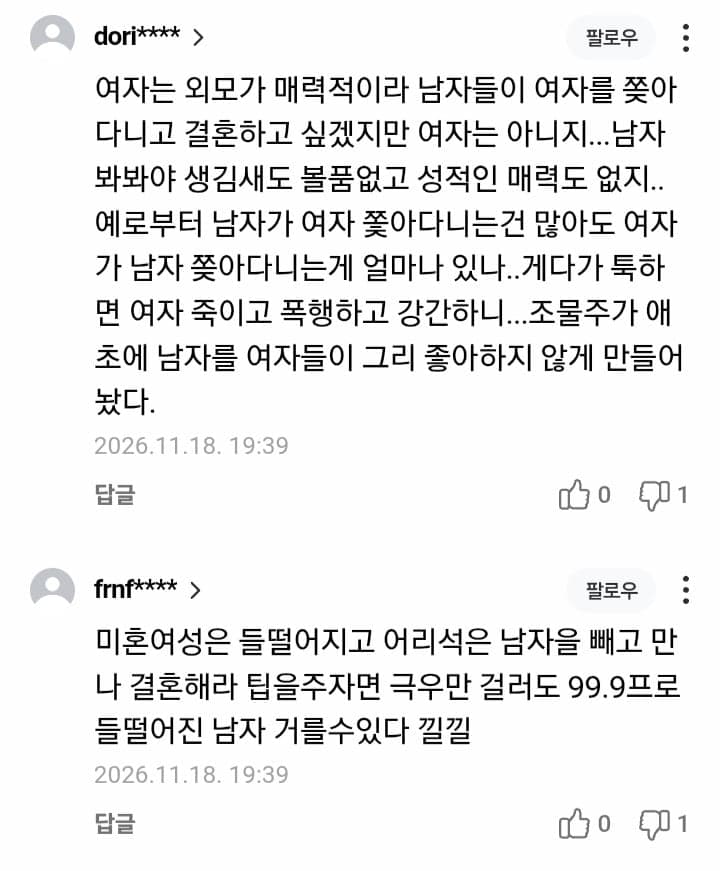 dori**** >
팔로우
여자는 외모가 매력적이라 남자들이 여자를 쫒아
다니고 결혼하고 싶겠지만 여자는 아니지...남자
봐봐야 생김새도 볼품없고 성적인 매력도 없지..
예로부터 남자가 여자 쫓아다니는건 많아도 여자
가 남자 쫒아다니는게 얼마나 있나..게다가 툭하
면 여자 죽이고 폭행하고 강간하니...조물주가 애
초에 남자를 여자들이 그리 좋아하지 않게 만들어
놨다.
2026.11.18. 19:39
답글
0 1
frnf**** >
팔로우
미혼여성은 들떨어지고 어리석은 남자을 빼고 만
나 결혼해라 팁을주자면 극우만 걸러도 99.9프로
들떨어진 남자 거를수있다 낄낄
2026.11.18. 19:39
답글
0 1